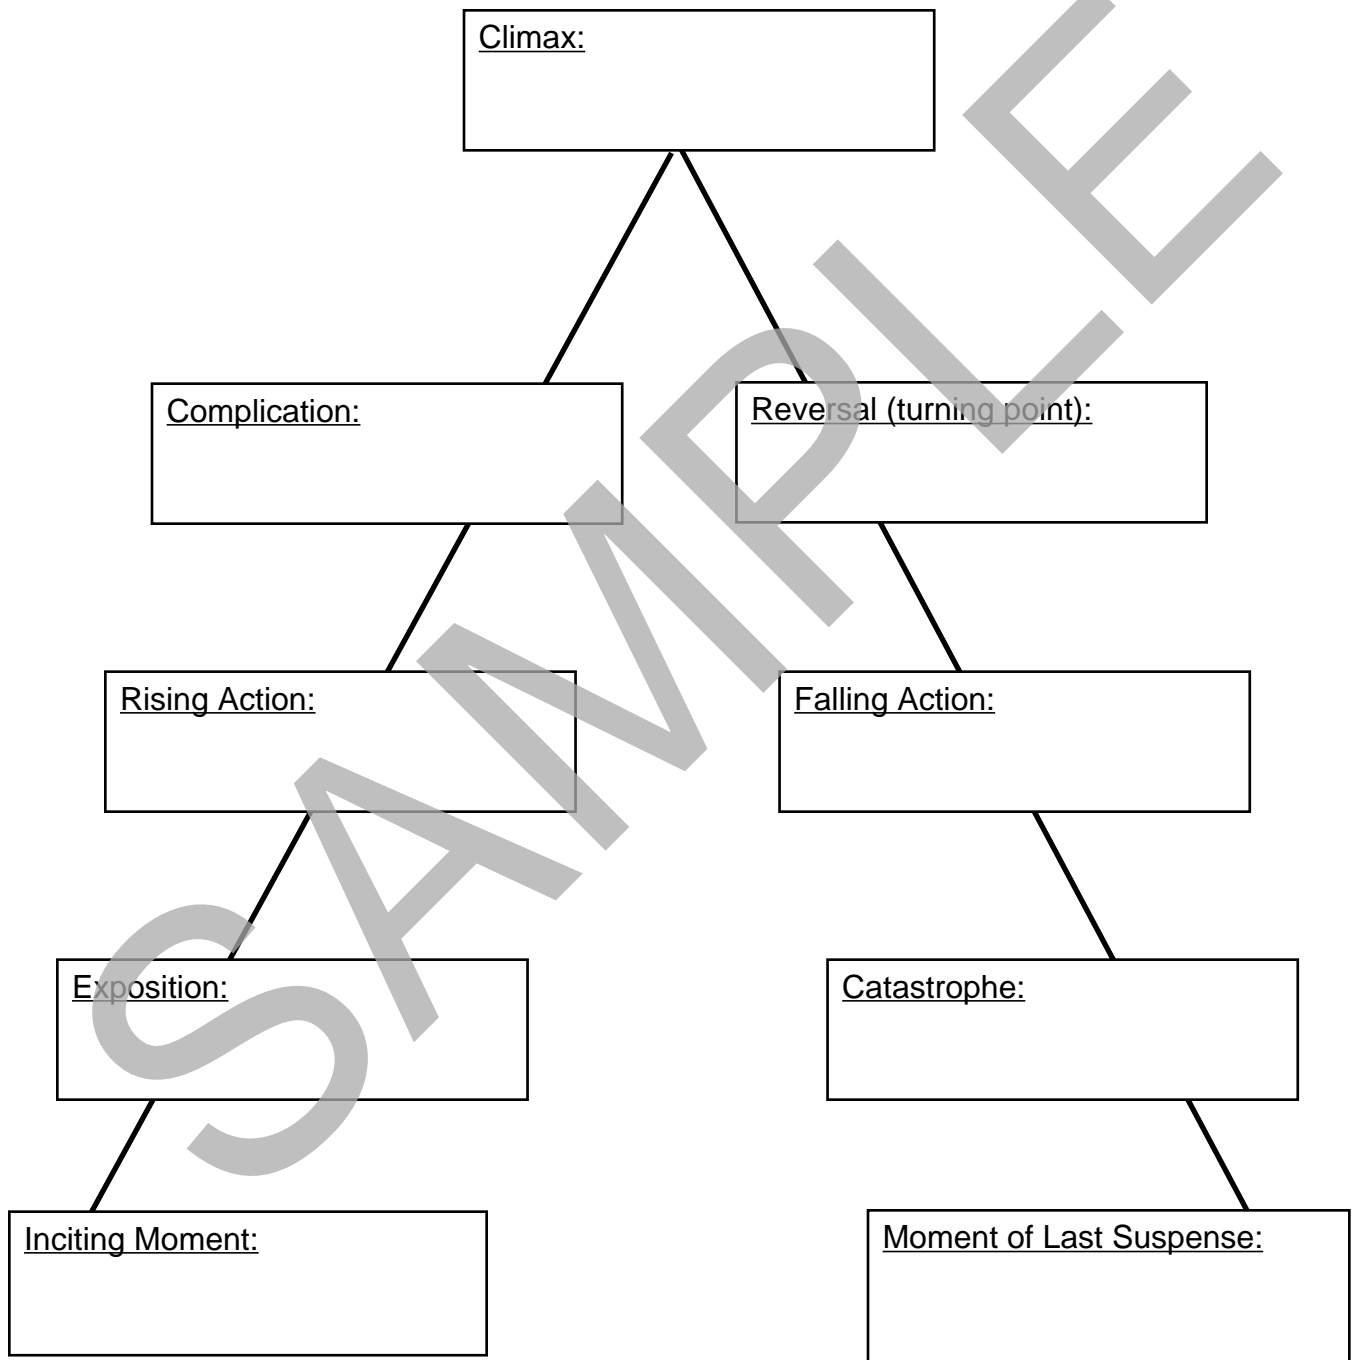 Climax:
Complication:
Reversal (turning point):
Rising Action:
Falling Action:
Exposition:
Catastrophe:
Inciting Moment:
Moment of Last Suspense:
SAMPLE